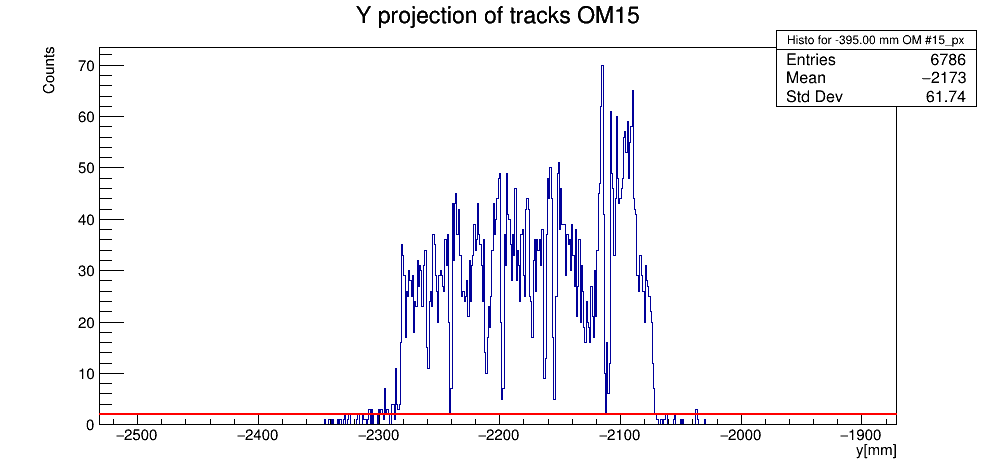 Y projection of tracks OM15
Histo for -395.00 mm OM #15_px
Entries 6786
Mean −2173
Std Dev 61.74
Counts
70
60
50
40
30
20
10
0
−2500 −2400 −2300 −2200 −2100 −2000 −1900
y[mm]